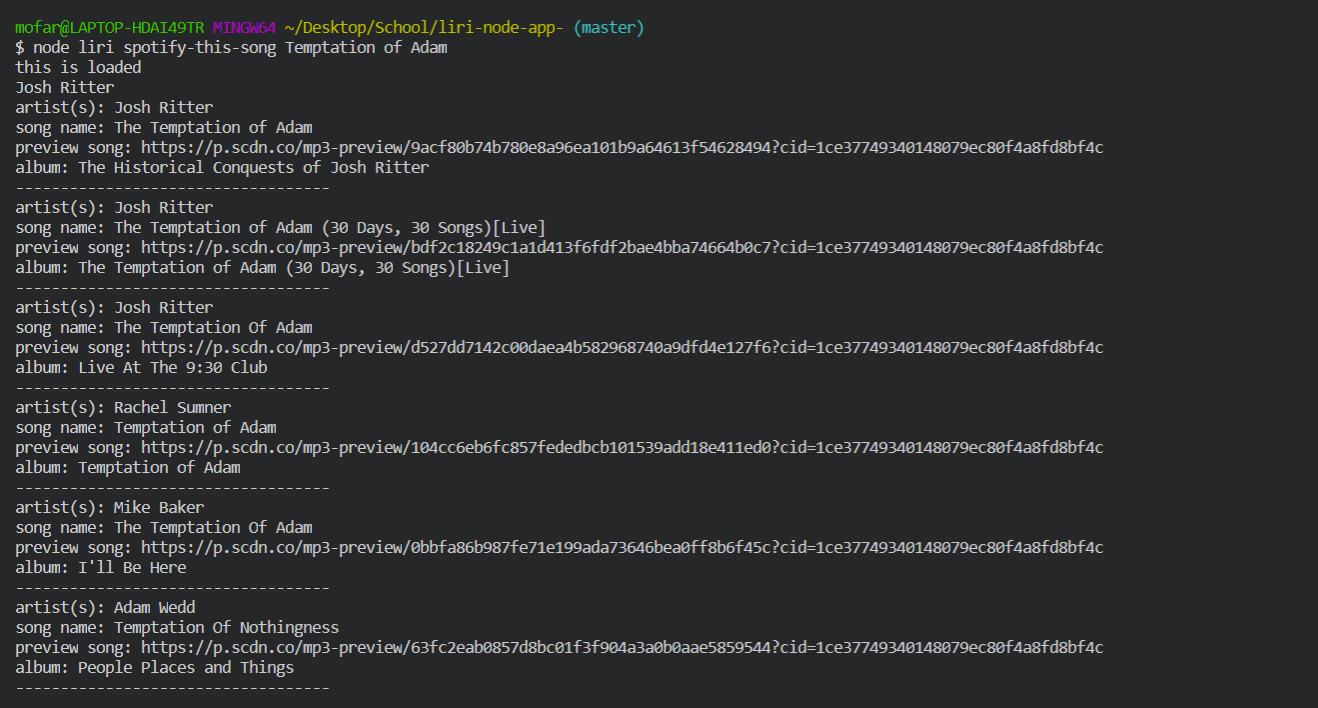 mofar@LAPTOP-HDAI49TR MINGW64 ~/Desktop/School/liri-node-app- (master)
$ node liri spotify-this-song Temptation of Adam
this is loaded
Josh Ritter
artist(s): Josh Ritter
song name: The Temptation of Adam
preview song: https://p.scdn.co/mp3-preview/9acf80b74b780e8a96ea101b9a64613f54628494?cid=1ce37749340148079ec80f4a8fd8bf4c
album: The Historical Conquests of Josh Ritter
-----------------------------------
artist(s): Josh Ritter
song name: The Temptation of Adam (30 Days, 30 Songs)[Live]
preview song: https://p.scdn.co/mp3-preview/bdf2c18249c1a1d413f6fdf2bae4bba74664b0c7?cid=1ce37749340148079ec80f4a8fd8bf4c
album: The Temptation of Adam (30 Days, 30 Songs)[Live]
-----------------------------------
artist(s): Josh Ritter
song name: The Temptation Of Adam
preview song: https://p.scdn.co/mp3-preview/d527dd7142c00daea4b582968740a9dfd4e127f6?cid=1ce37749340148079ec80f4a8fd8bf4c
album: Live At The 9:30 Club
-----------------------------------
artist(s): Rachel Sumner
song name: Temptation of Adam
preview song: https://p.scdn.co/mp3-preview/104cc6eb6fc857fededbcb101539add18e411ed0?cid=1ce37749340148079ec80f4a8fd8bf4c
album: Temptation of Adam
-----------------------------------
artist(s): Mike Baker
song name: The Temptation Of Adam
preview song: https://p.scdn.co/mp3-preview/0bbfa86b987fe71e199ada73646bea0ff8b6f45c?cid=1ce37749340148079ec80f4a8fd8bf4c
album: I'll Be Here
-----------------------------------
artist(s): Adam Wedd
song name: Temptation Of Nothingness
preview song: https://p.scdn.co/mp3-preview/63fc2eab0857d8bc01f3f904a3a0b0aae5859544?cid=1ce37749340148079ec80f4a8fd8bf4c
album: People Places and Things
-----------------------------------